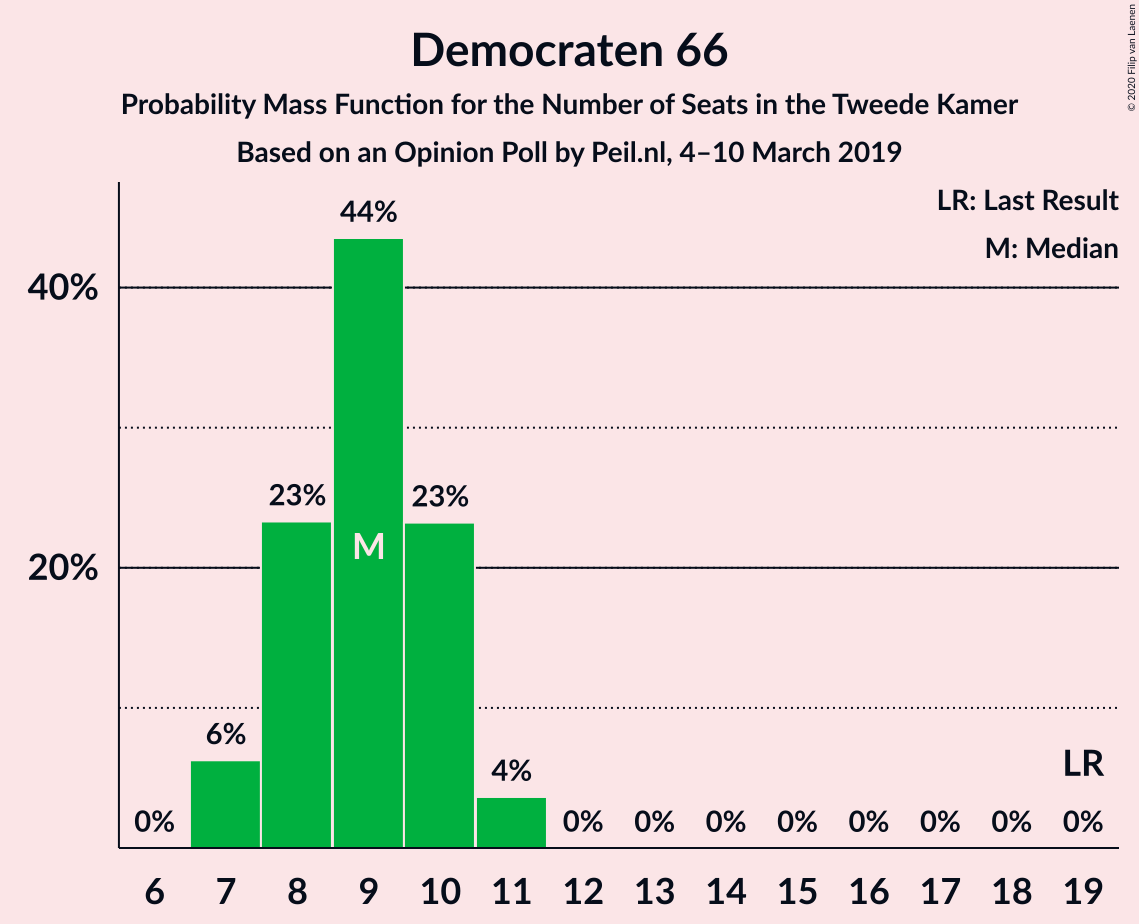 Democraten 66
Probability Mass Function for the Number of Seats in the Tweede Kamer
Based on an Opinion Poll by Peil.nl, 4–10 March 2019
© 2020 Filip van Laenen
LR: Last Result
M: Median
40%
20%
0%
6%
23%
44%
23%
4%
0%
0%
0%
0%
0%
0%
0%
0%
M
LR
6 7 8 9 10 11 12 13 14 15 16 17 18 19